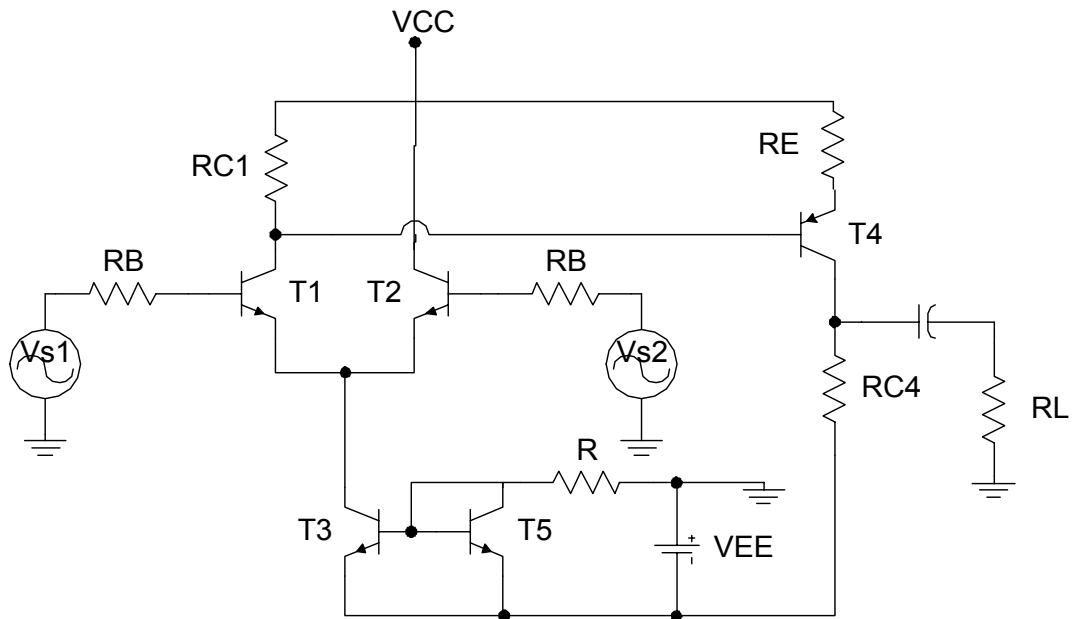 VCC
RE
RC1
T4
RB
T1
T2
RB
Vs1
Vs2
RC4
RL
R
T3
T5
+
VEE
-